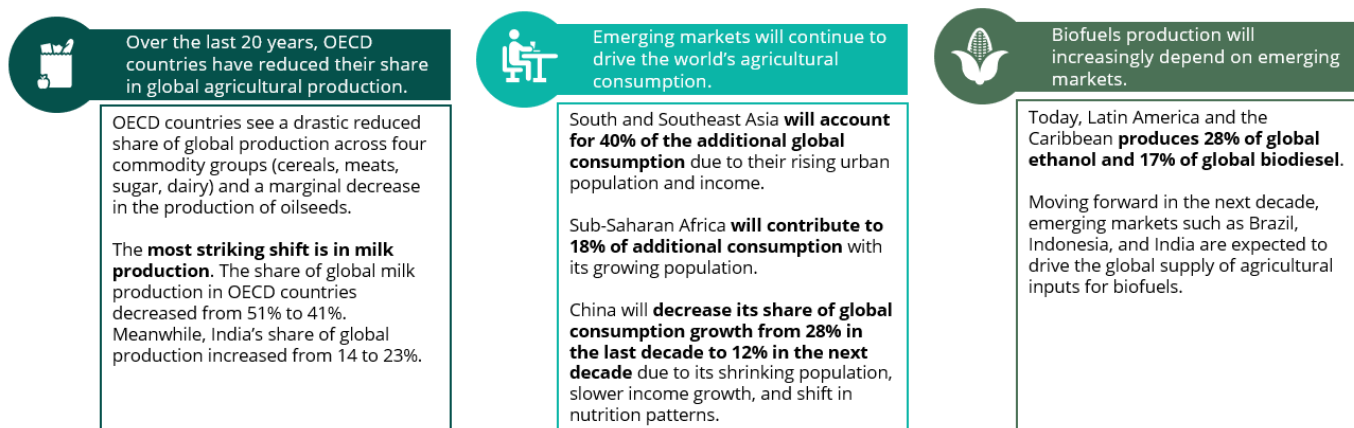 Over the last 20 years, OECD
countries have reduced their share
in global agricultural production.
OECD countries see a drastic reduced
share of global production across four
commodity groups (cereals, meats,
sugar, dairy) and a marginal decrease
in the production of oilseeds.
The most striking shift is in milk
production. The share of global milk
production in OECD countries
decreased from 51% to 41%.
Meanwhile, India’s share of global
production increased from 14 to 23%.
Emerging markets will continue to
drive the world’s agricultural
consumption.
South and Southeast Asia will account
for 40% of the additional global
consumption due to their rising urban
population and income.
Sub-Saharan Africa will contribute to
18% of additional consumption with
its growing population.
China will decrease its share of global
consumption growth from 28% in
the last decade to 12% in the next
decade due to its shrinking population,
slower income growth, and shift in
nutrition patterns.
Biofuels production will
increasingly depend on emerging
markets.
Today, Latin America and the
Caribbean produces 28% of global
ethanol and 17% of global biodiesel.
Moving forward in the next decade,
emerging markets such as Brazil,
Indonesia, and India are expected to
drive the global supply of agricultural
inputs for biofuels.